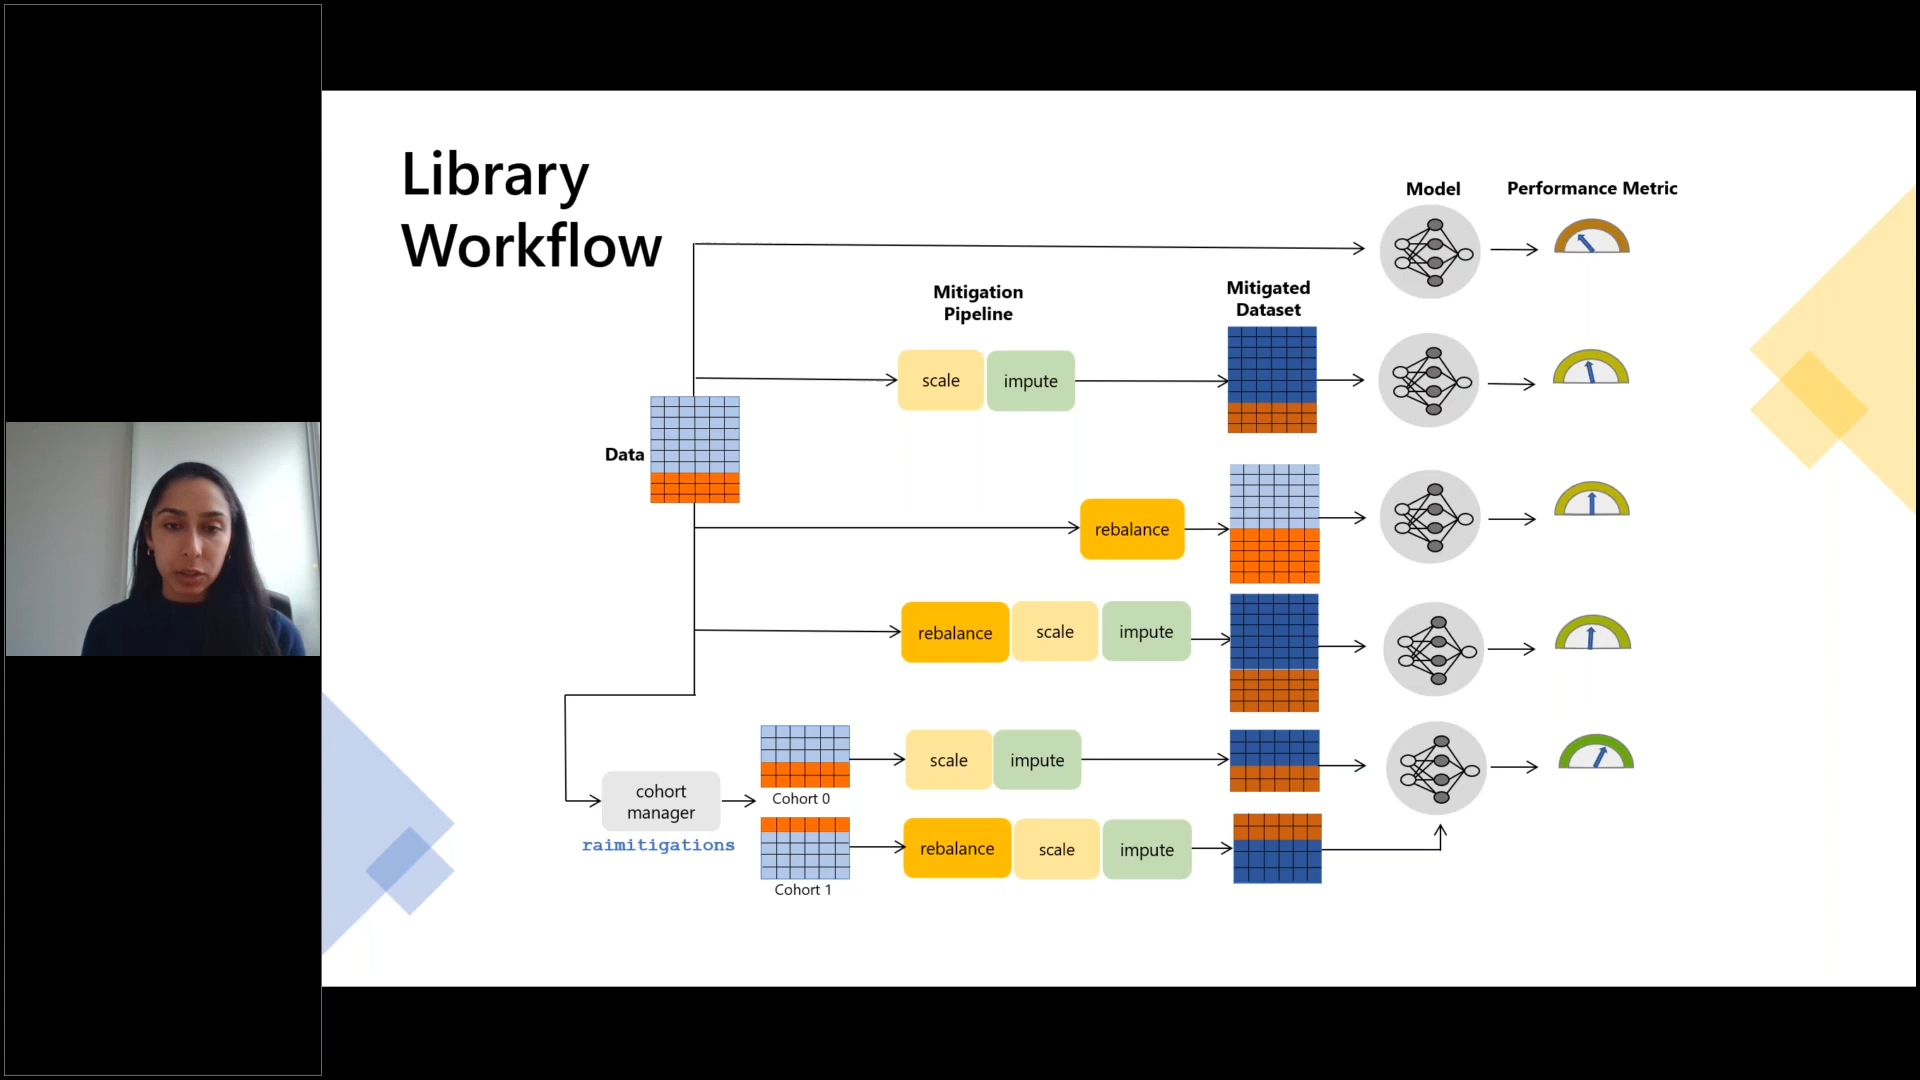 Library
Workflow
Model
Performance Metric
Mitigation
Pipeline
Mitigated
Dataset
scale
impute
Data
rebalance
rebalance
scale
impute
scale
impute
cohort
manager
Cohort 0
raimitigations
rebalance
scale
impute
Cohort 1